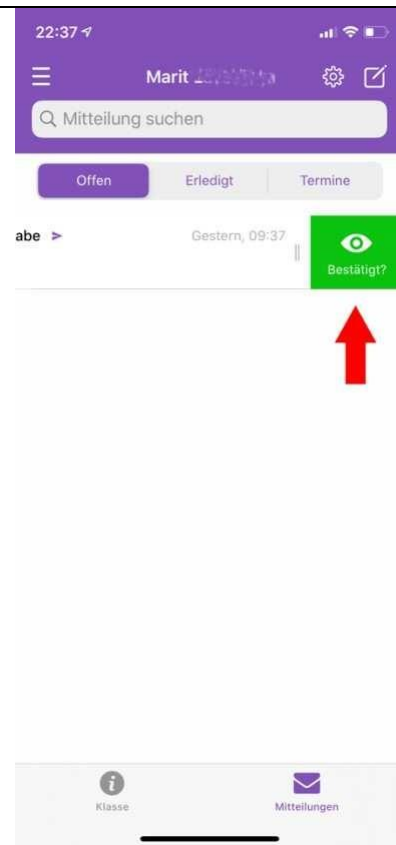 22:37
Marit
Mitteilung suchen
Offen Erledigt Termine
abe > Gestern, 09:37
Bestätigt?
Klasse Mitteilungen